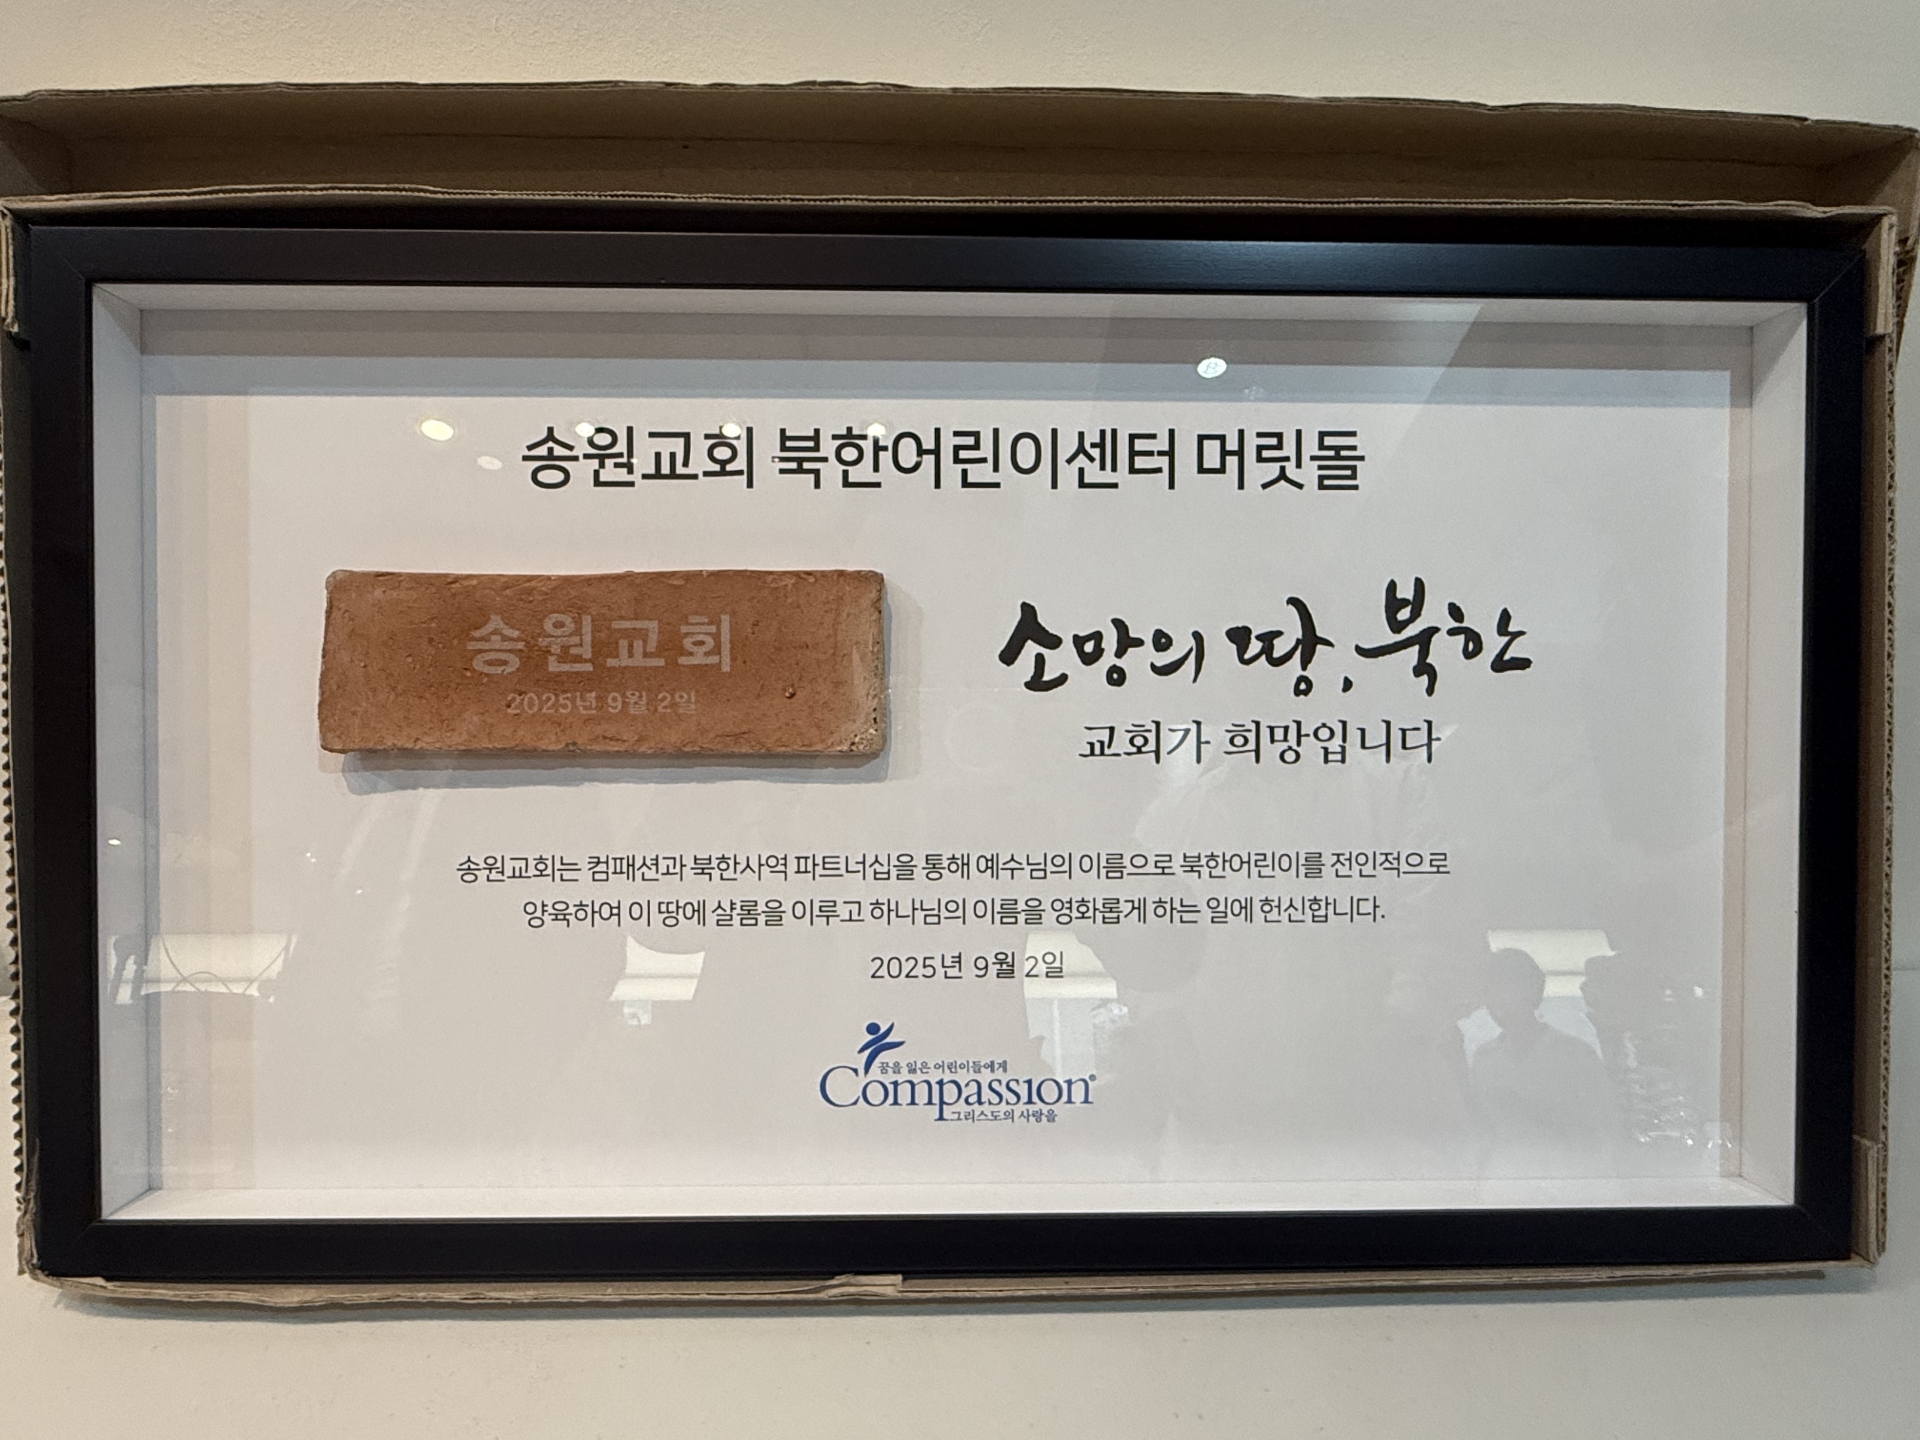 송원교회 북한어린이센터 머릿돌
송원교회
2025년 9월 2일
소망의 땅, 북한
교회가 희망입니다
송원교회는 컴패션과 북한사역 파트너십을 통해 예수님의 이름으로 북한어린이를 전인적으로
양육하여 이 땅에 샬롬을 이루고 하나님의 이름을 영화롭게 하는 일에 헌신합니다.
2025년 9월 2일
꿈을 잃은 어린이들에게
Compassion®
그리스도의 사랑을